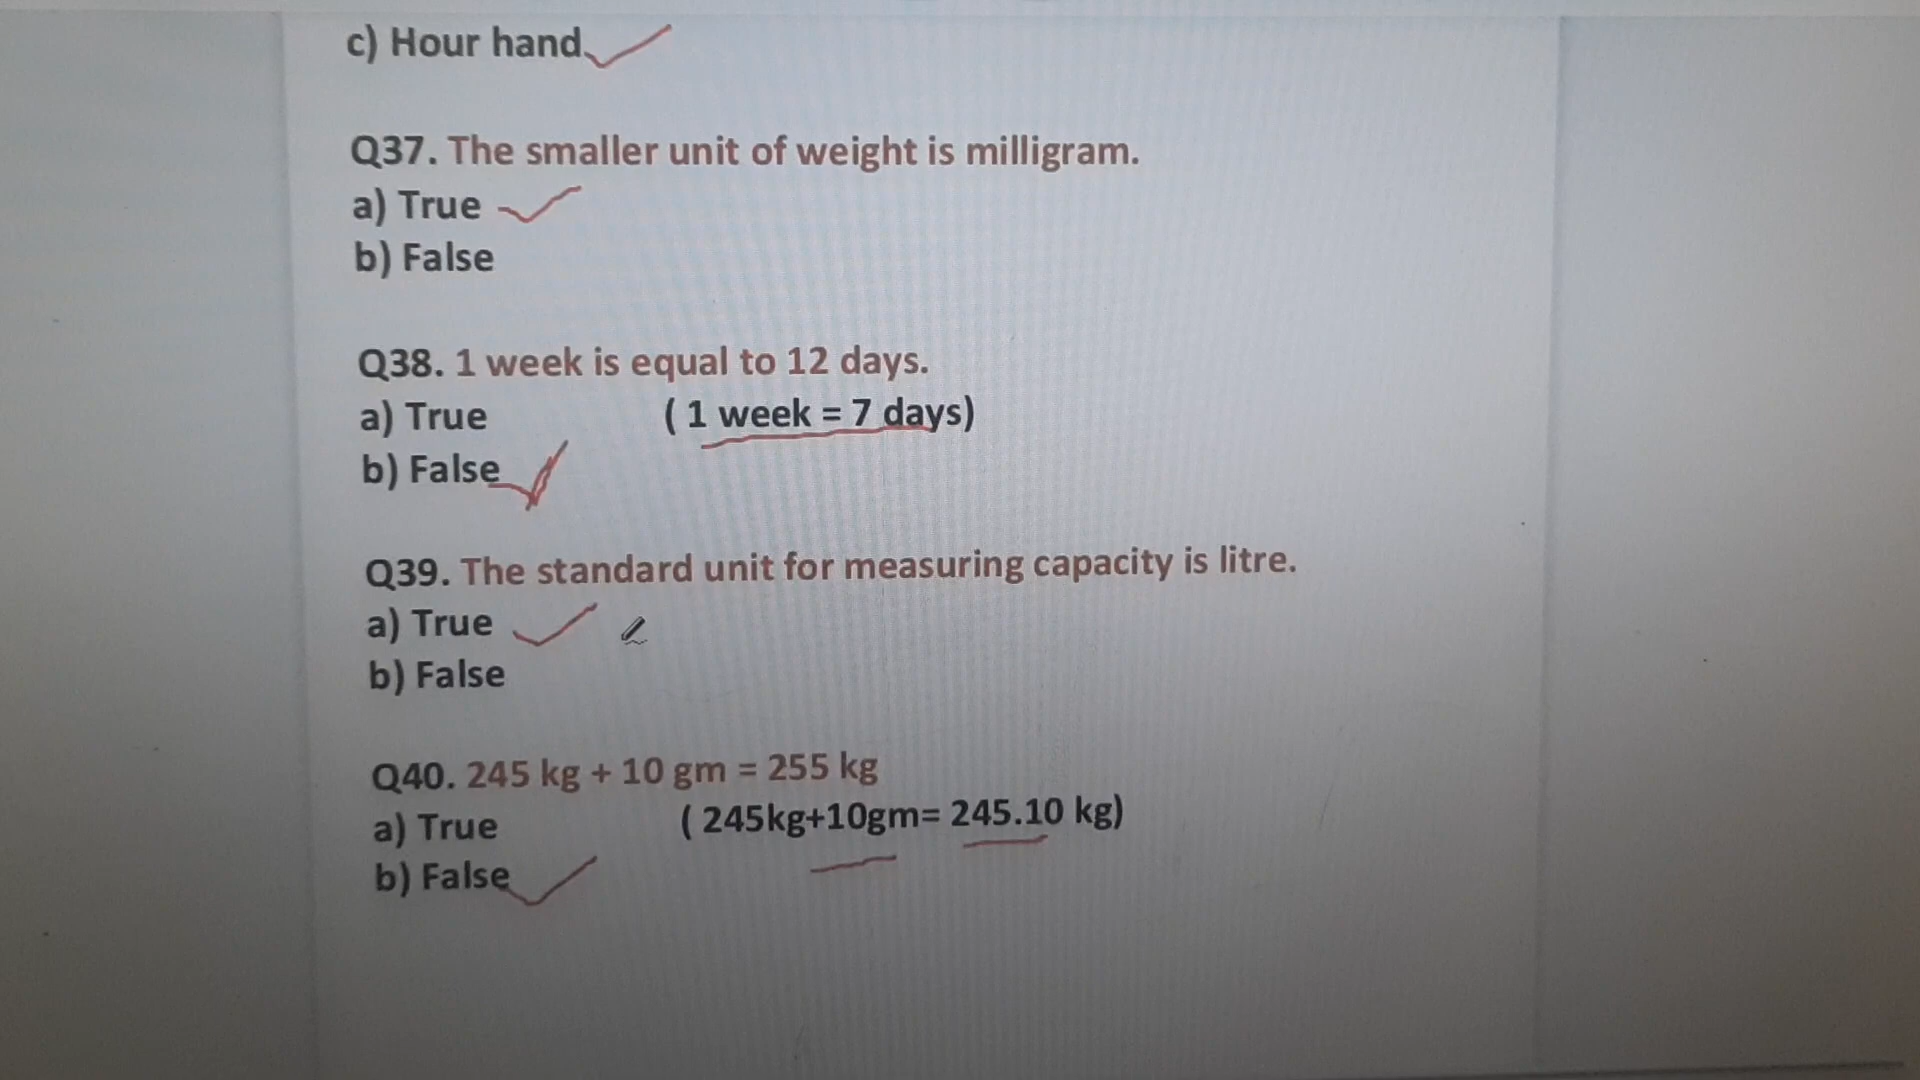 c) Hour hand
Q37. The smaller unit of weight is milligram.
a) True
b) False
Q38. 1 week is equal to 12 days.
a) True ( 1 week = 7 days)
b) False
Q39. The standard unit for measuring capacity is litre.
a) True
b) False
Q40. 245 kg + 10 gm = 255 kg
a) True ( 245kg+10gm= 245.10 kg)
b) False